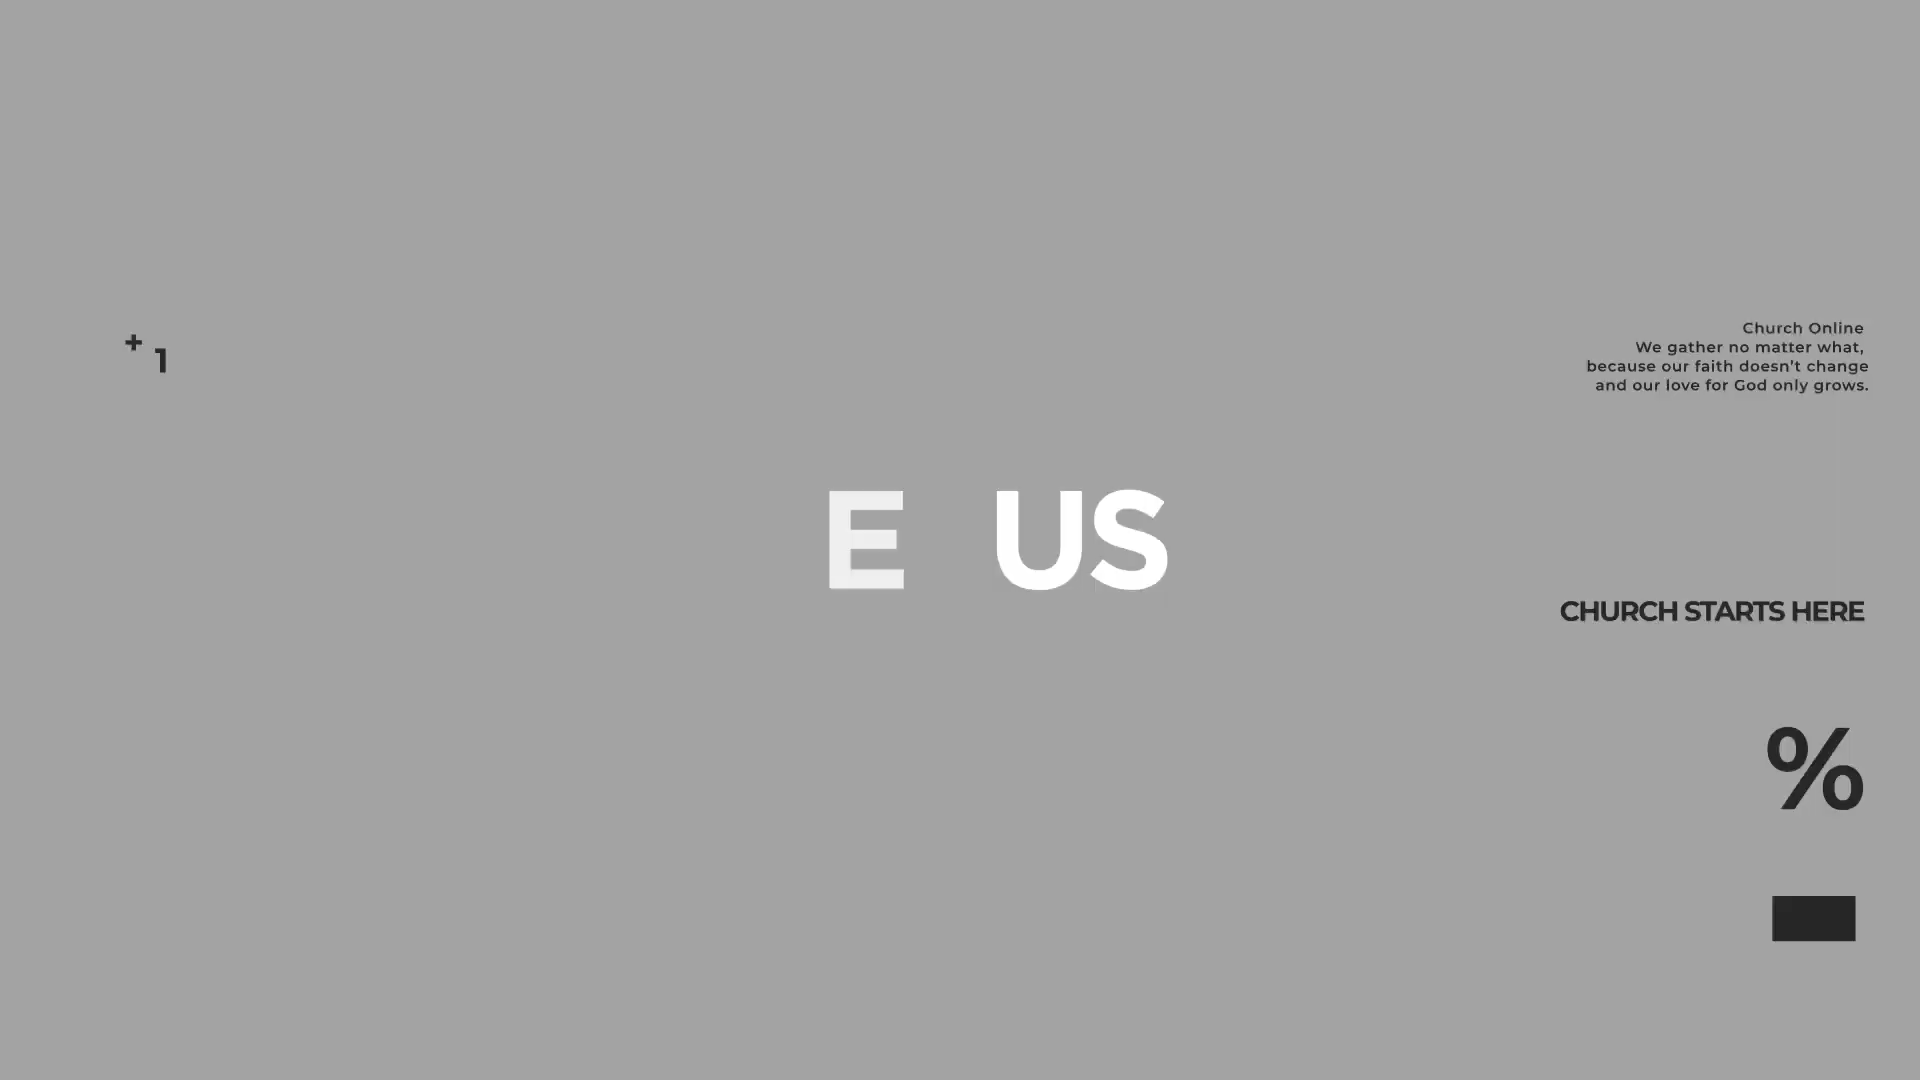 + 1
Church Online
We gather no matter what,
because our faith doesn't change
and our love for God only grows.
E US
CHURCH STARTS HERE
%